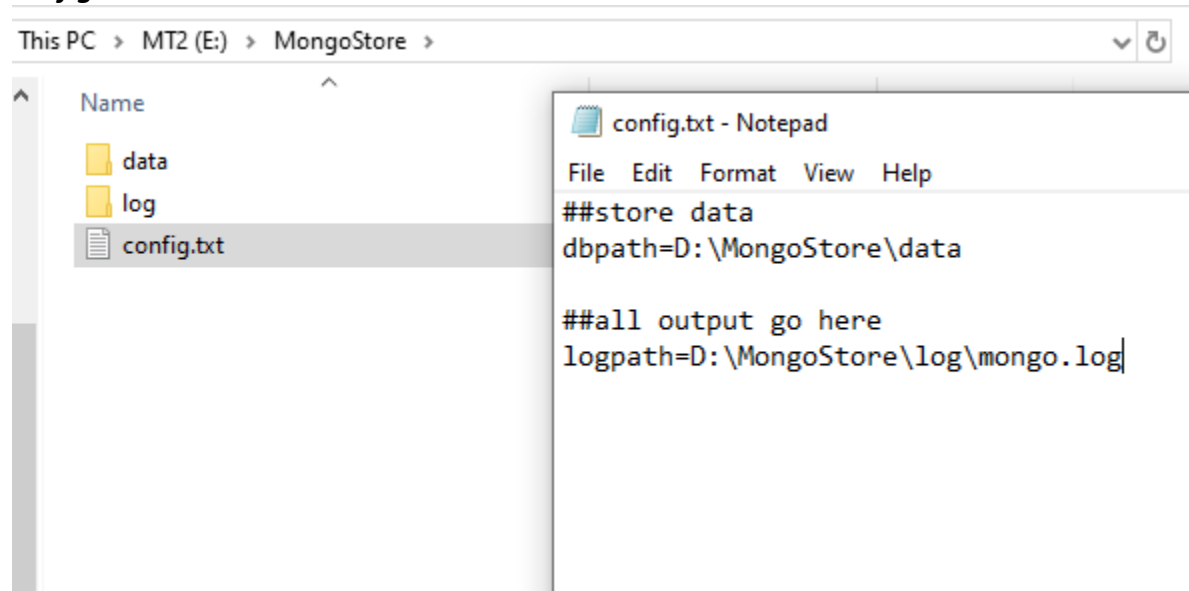 This PC > MT2 (E:) > MongoStore >
Name
data
log
config.txt
config.txt - Notepad
File Edit Format View Help
##store data
dbpath=D:\MongoStore\data
##all output go here
logpath=D:\MongoStore\log\mongo.log